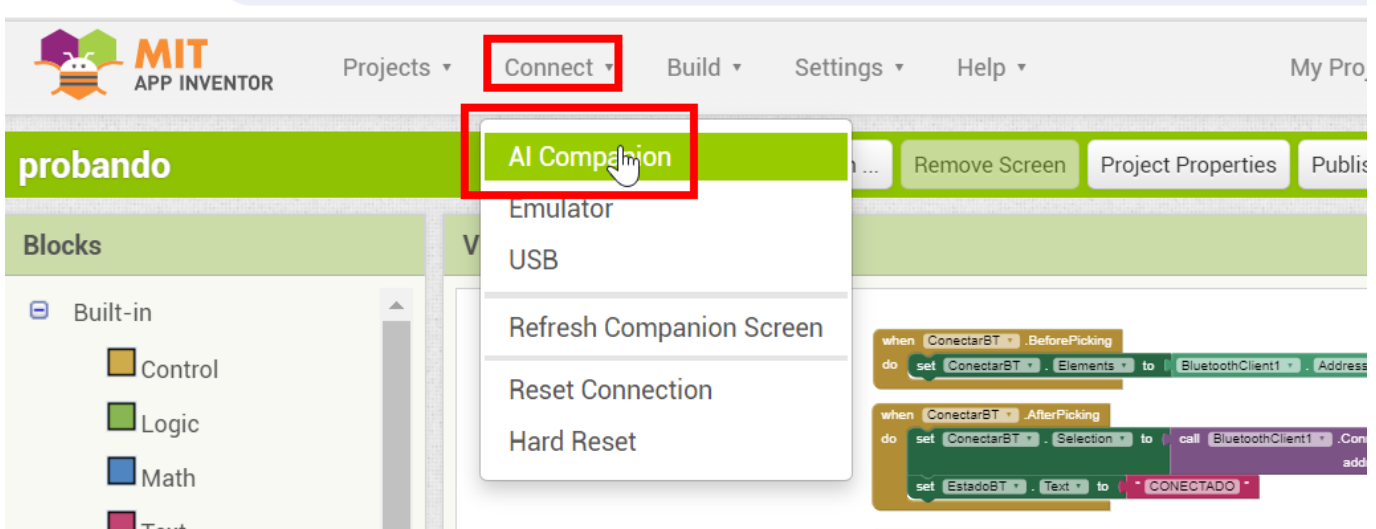 MIT
APP INVENTOR
Projects
Connect
Build
Settings
Help
My Pro
probando
AI Companion
Remove Screen
Project Properties
Publis
Blocks
Emulator
USB
Refresh Companion Screen
Reset Connection
Hard Reset
Built-in
Control
Logic
Math
Text
when ConectarBT .BeforePicking
do set ConectarBT . Elements to BluetoothClient1 . Address
when ConectarBT .AfterPicking
do set ConectarBT . Selection to call BluetoothClient1 .Con
add
set EstadoBT . Text to " CONECTADO "